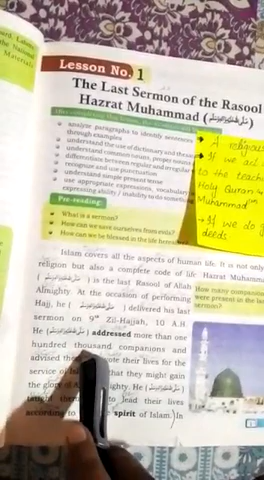 Lesson No. 1
The Last Sermon of the Rasool
Hazrat Muhammad (ﷺ)
analyze paragraphs to identify sentences
through examples
understand the use of dictionary and
understand common nouns, proper nouns
differentiate between regular and irregular
recognize and use punctuation
understand simple present tense
use appropriate expressions, vocabulary
expressing ability / inability to do
Pre-reading:
What is a sermon?
How can we save ourselves from evils?
How can we be blessed in the life hereafter
A religious
If we act
to the teach
Holy Quran
Muhammad
If we do g
deeds.
Islam covers all the aspects of human life. It is not only
religion but also a complete code of life. Hazrat Muhammad
(ﷺ) is the last Rasool of Allah
Almighty. At the occasion of performing
Hajj, he (ﷺ) delivered his last
sermon on 9th Zil-Hajjah, 10 A.H.
He (ﷺ) addressed more than one
hundred thousand companions and
advised them to devote their lives for the
service of Islam that they might gain
the glory of Almighty. He (ﷺ)
taught them to lead their lives
according to spirit of Islam. In
How many companions
were present in the last
sermon?